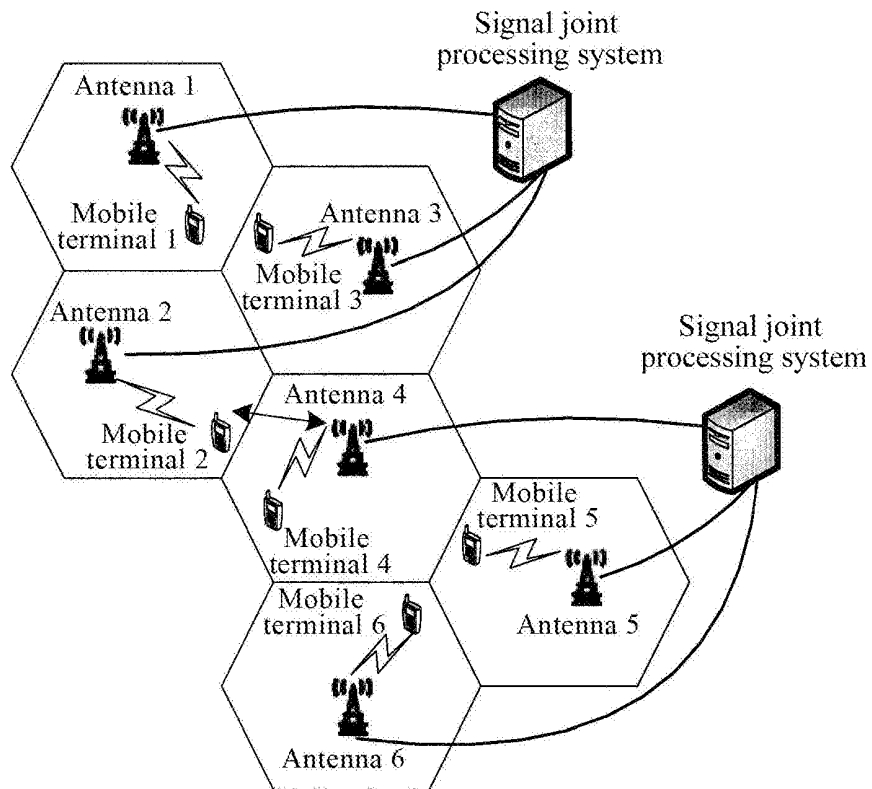 Signal joint
processing system
Antenna 1
Mobile
terminal 1
Antenna 3
Mobile
terminal 3
Antenna 2
Mobile
terminal 2
Signal joint
processing system
Antenna 4
Mobile
terminal 4
Mobile
terminal 5
Antenna 5
Mobile
terminal 6
Antenna 6